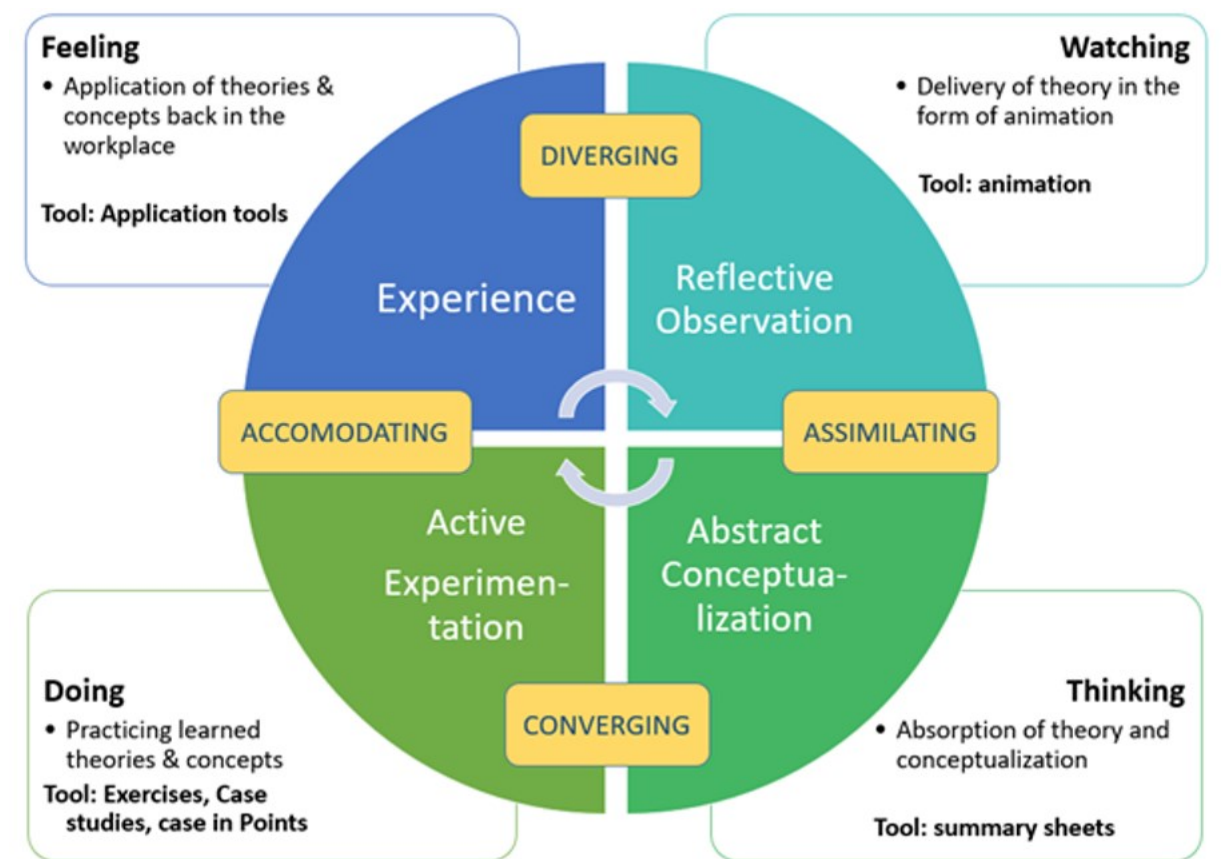 Feeling
• Application of theories &
concepts back in the
workplace
Tool: Application tools
Watching
• Delivery of theory in the
form of animation
Tool: animation
DIVERGING
Experience
Reflective
Observation
ACCOMODATING
ASSIMILATING
Active
Experimen-
tation
Abstract
Conceptua-
lization
CONVERGING
Doing
• Practicing learned
theories & concepts
Tool: Exercises, Case
studies, case in Points
Thinking
• Absorption of theory and
conceptualization
Tool: summary sheets